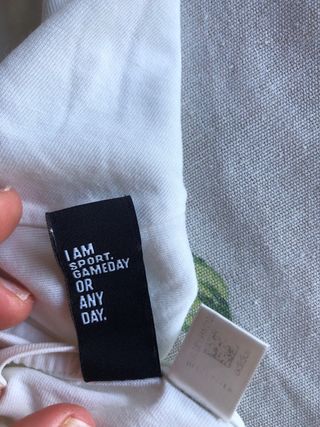 I AM
SPORT.
GAMEDAY
OR
ANY
DAY.